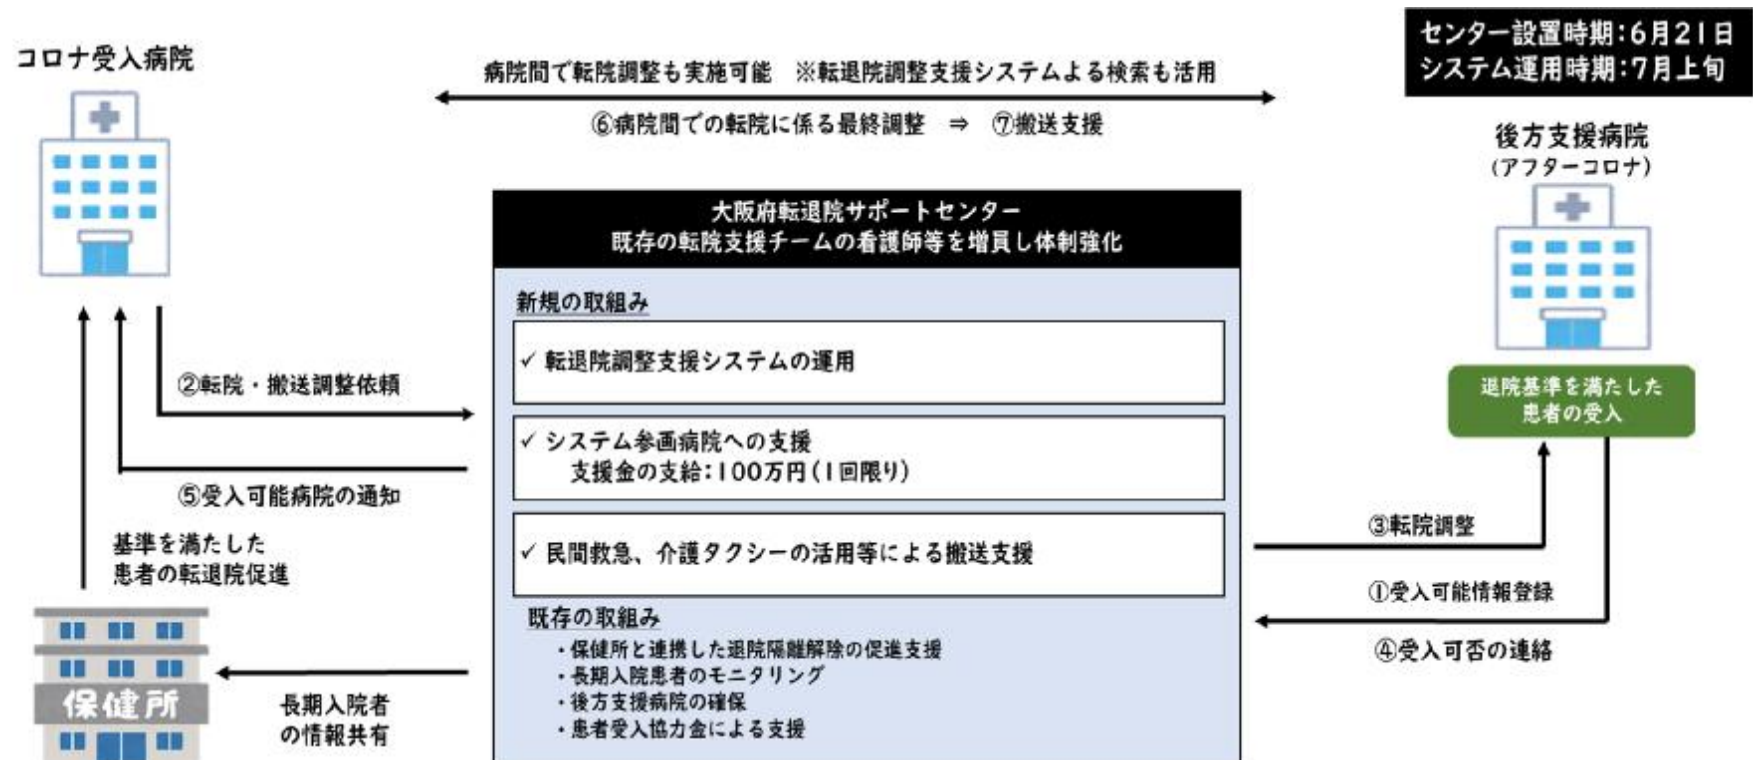 センター設置時期:6月21日
システム運用時期:7月上旬
コロナ受入病院
病院間で転院調整も実施可能　※転退院調整支援システムよる検索も活用
⑥病院間での転院に係る最終調整　⇒　⑦搬送支援
後方支援病院
(アフターコロナ)
大阪府転退院サポートセンター
既存の転院支援チームの看護師等を増員し体制強化
新規の取組み
✓ 転退院調整支援システムの運用
✓ システム参画病院への支援
支援金の支給:100万円(1回限り)
✓ 民間救急、介護タクシーの活用等による搬送支援
既存の取組み
・保健所と連携した退院隔離解除の促進支援
・長期入院患者のモニタリング
・後方支援病院の確保
・患者受入協力金による支援
②転院・搬送調整依頼
⑤受入可能病院の通知
基準を満たした
患者の転退院促進
保健所
長期入院者
の情報共有
退院基準を満たした
患者の受入
③転院調整
①受入可能情報登録
④受入可否の連絡